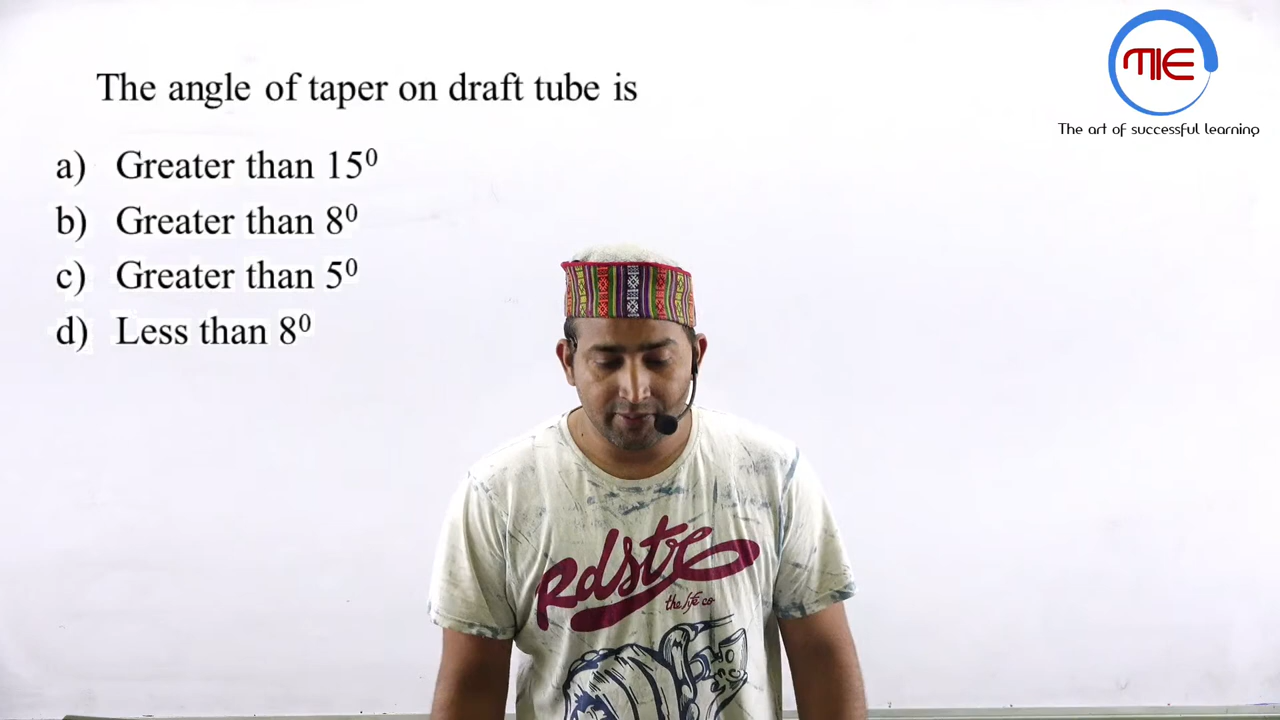 The angle of taper on draft tube is
a) Greater than 15⁰
b) Greater than 8⁰
c) Greater than 5⁰
d) Less than 8⁰
MIE
The art of successful learning
Rdstre
the life co